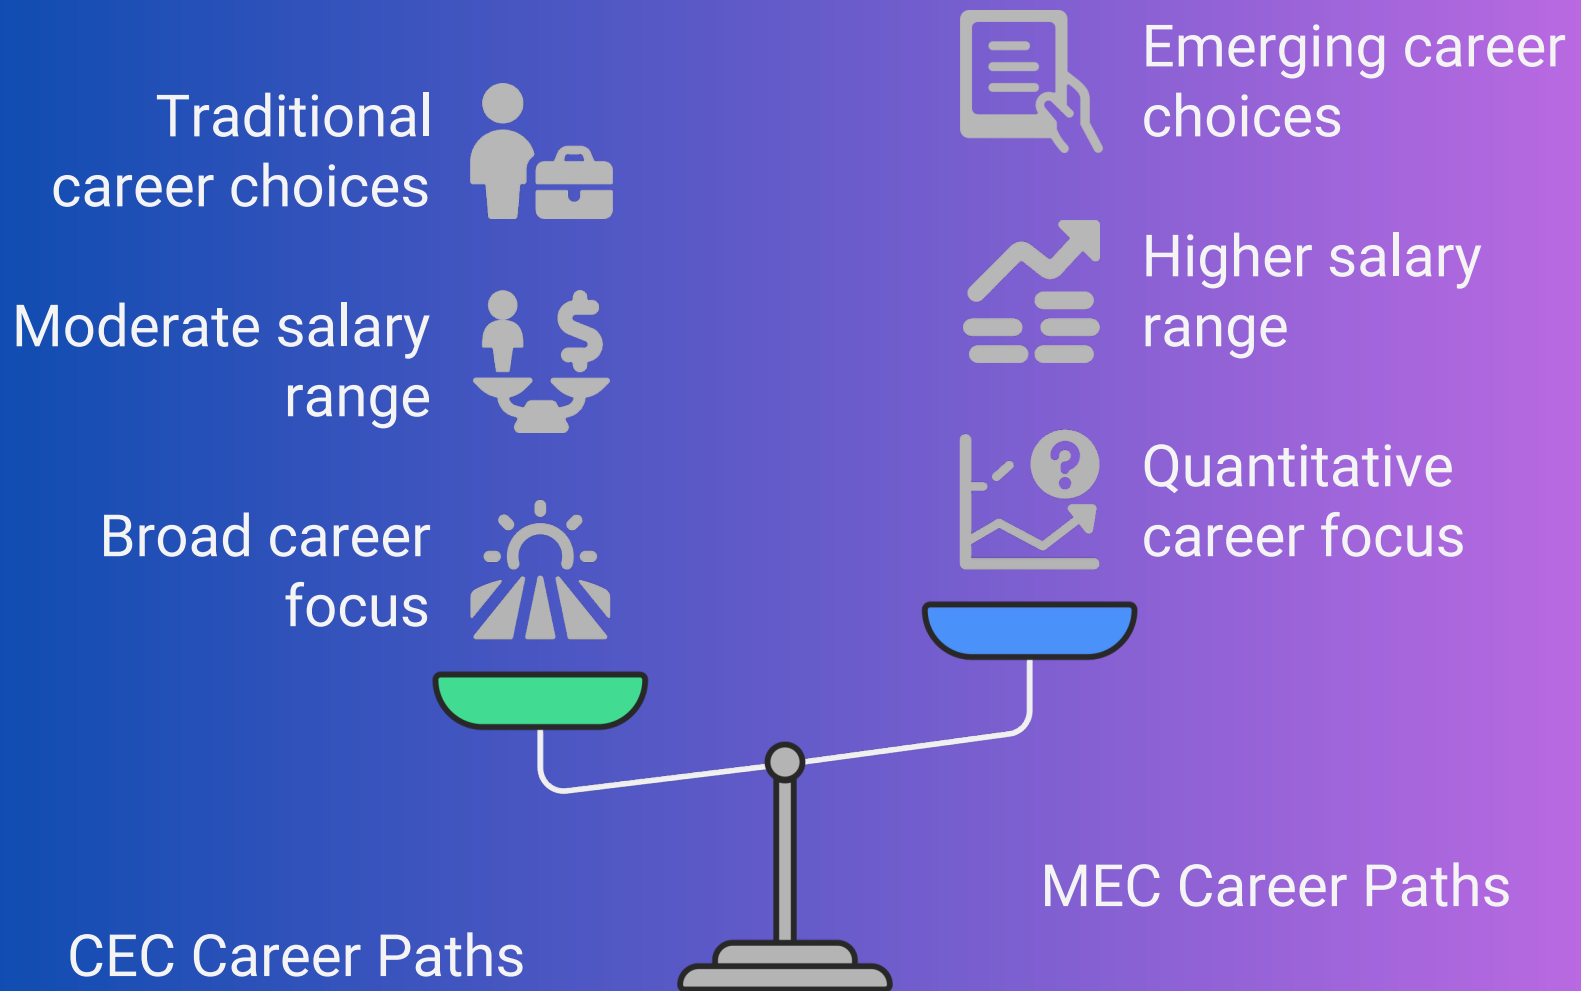 Traditional
career choices
Moderate salary
range
Broad career
focus
CEC Career Paths
Emerging career
choices
Higher salary
range
Quantitative
career focus
MEC Career Paths